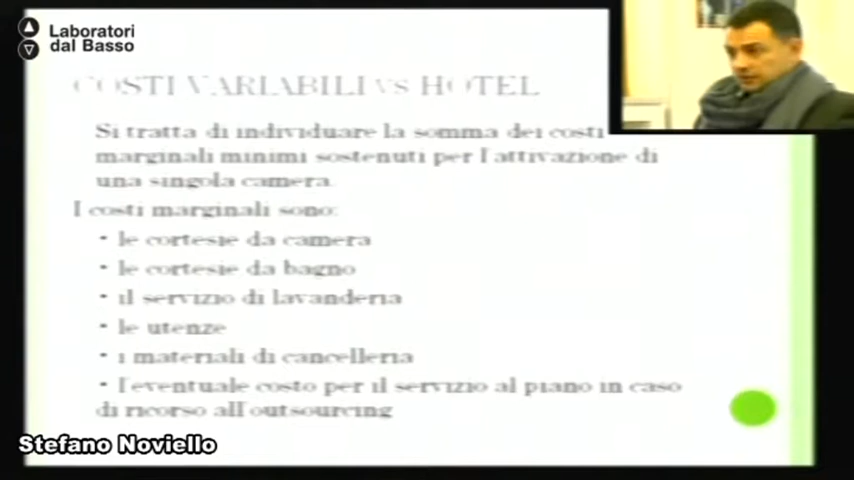 Laboratori
dal Basso
COSTI VARIABILI vs HOTEL
Si tratta di individuare la somma dei costi
marginali minimi sostenuti per l'attivazione di
una singola camera.
I costi marginali sono:
• le cortesie da camera
• le cortesie da bagno
• il servizio di lavanderia
• le utenze
• i materiali di cancelleria
• l'eventuale costo per il servizio al piano in caso
di ricorso all'outsourcing
Stefano Noviello